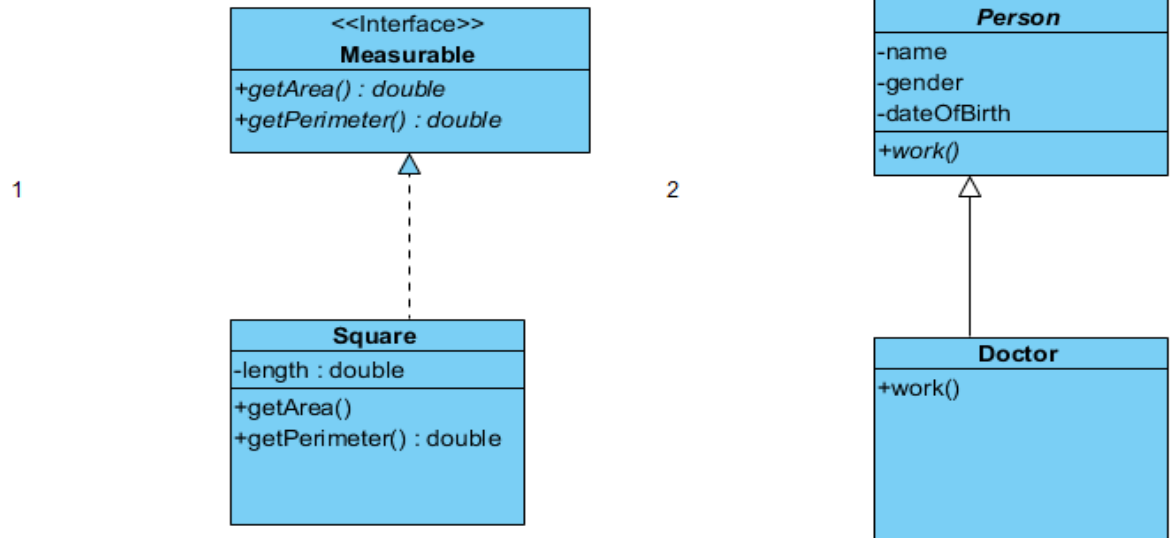 1
<<Interface>>
Measurable
+getArea() : double
+getPerimeter() : double
Square
-length : double
+getArea()
+getPerimeter() : double
2
Person
-name
-gender
-dateOfBirth
+work()
Doctor
+work()